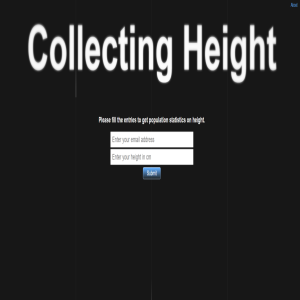 Collecting Height
Please fill the entries to get population statistics on height.
Enter your email address
Enter your height in cm
Submit